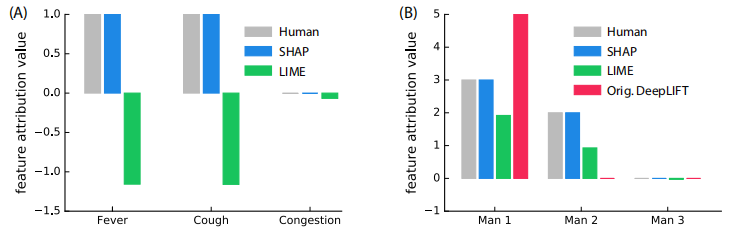 (A)
feature attribution value
1.0
0.5
0.0
−0.5
−1.0
−1.5
Human
SHAP
LIME
Fever Cough Congestion
(B)
feature attribution value
5
4
3
2
1
0
−1
Human
SHAP
LIME
Orig. DeepLIFT
Man 1 Man 2 Man 3